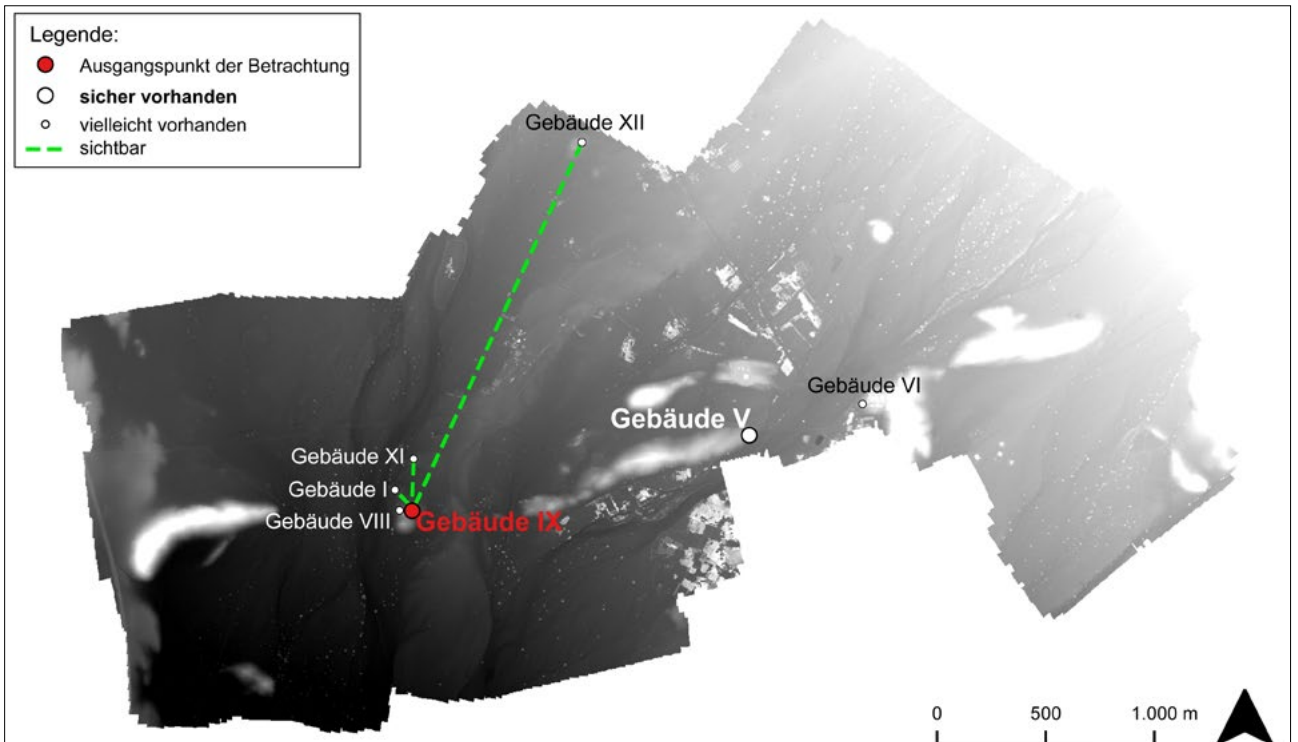 Legende:
Ausgangspunkt der Betrachtung
sicher vorhanden
vielleicht vorhanden
sichtbar
Gebäude XII
Gebäude VI
Gebäude V
Gebäude XI
Gebäude I
Gebäude VIII
Gebäude IX
0 500 1.000 m